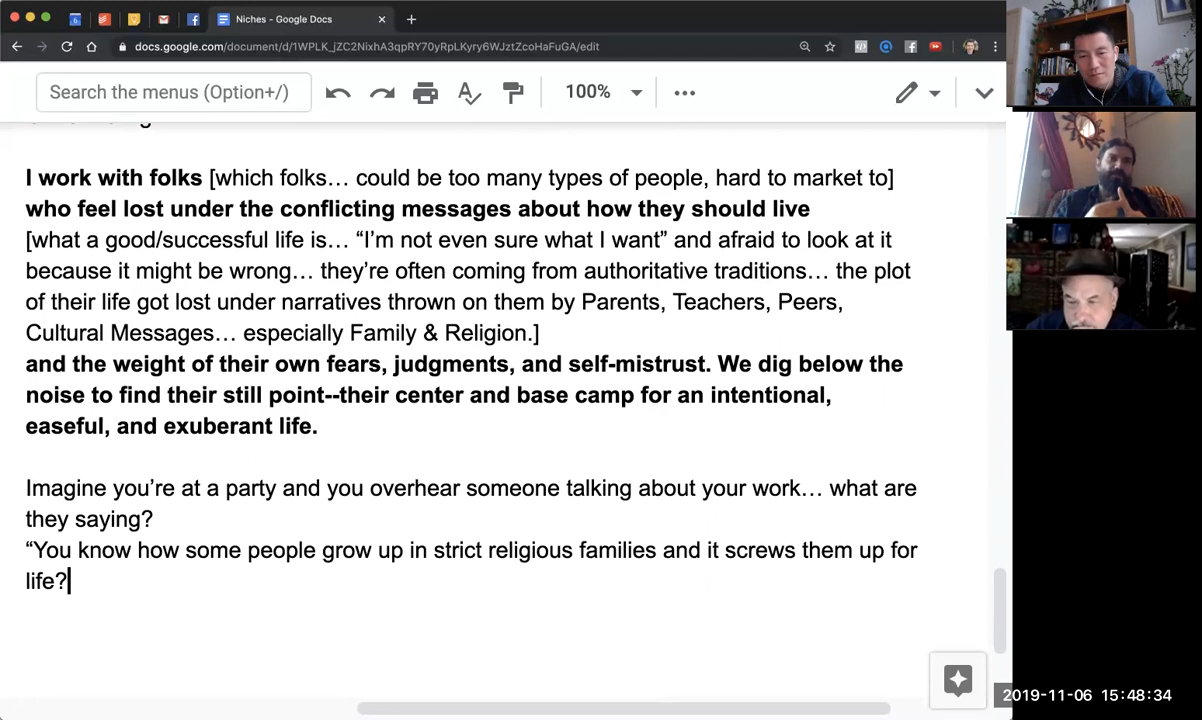 Niches - Google Docs
docs.google.com/document/d/1WPLK_jZC2NixhA3qpRY70yRpLKyry6WJztZcoHaFuGA/edit
Search the menus (Option+/)
100%
I work with folks [which folks… could be too many types of people, hard to market to]
who feel lost under the conflicting messages about how they should live
[what a good/successful life is… “I’m not even sure what I want” and afraid to look at it
because it might be wrong… they’re often coming from authoritative traditions… the plot
of their life got lost under narratives thrown on them by Parents, Teachers, Peers,
Cultural Messages… especially Family & Religion.]
and the weight of their own fears, judgments, and self-mistrust. We dig below the
noise to find their still point--their center and base camp for an intentional,
easeful, and exuberant life.
Imagine you’re at a party and you overhear someone talking about your work… what are
they saying?
“You know how some people grow up in strict religious families and it screws them up for
life?
2019-11-06 15:48:34